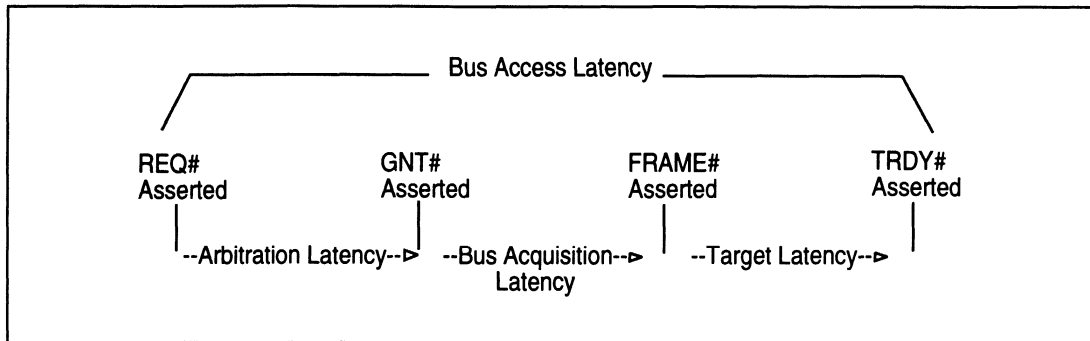 Bus Access Latency
REQ# GNT# FRAME# TRDY#
Asserted Asserted Asserted Asserted
--Arbitration Latency-- --Bus Acquisition-- --Target Latency--
Latency